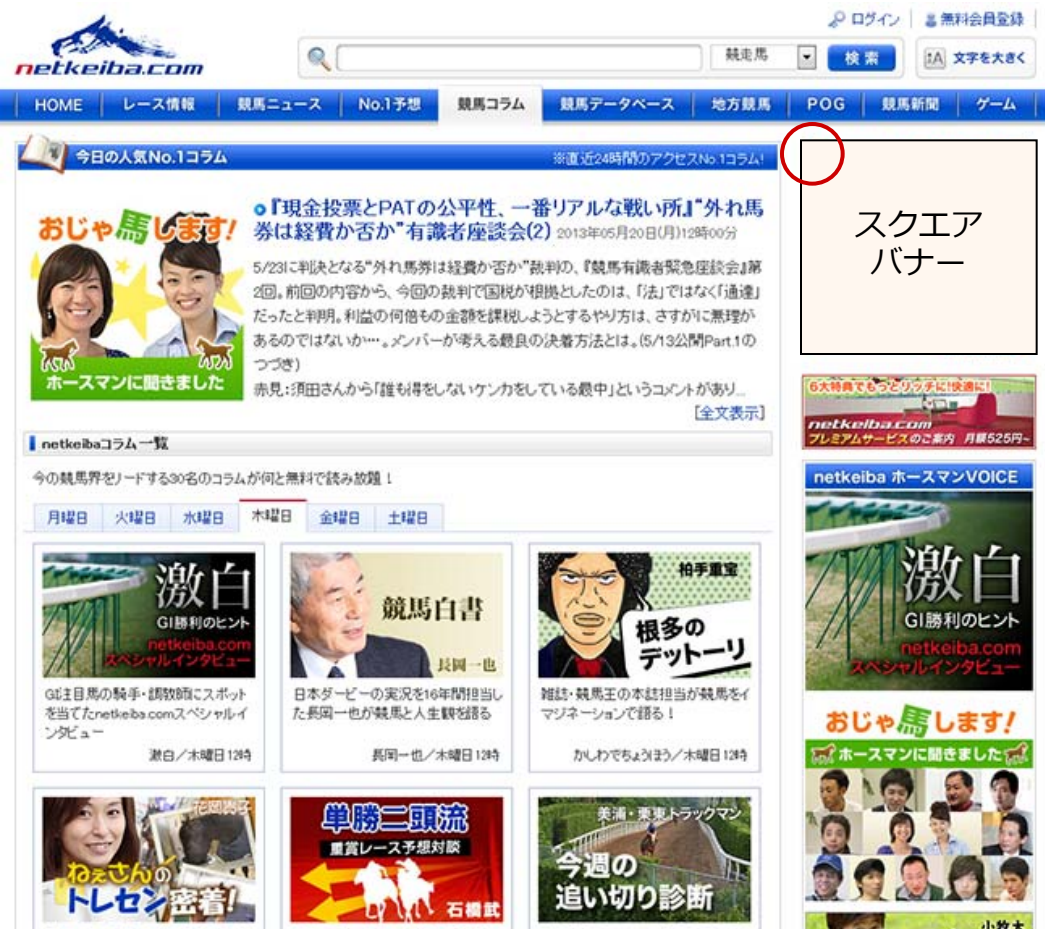 netkeiba.com
ログイン
無料会員登録
競走馬
検索
文字を大きく
HOME
レース情報
競馬ニュース
No.1予想
競馬コラム
競馬データベース
地方競馬
POG
競馬新聞
ゲーム
今日の人気No.1コラム
※直近24時間のアクセスNo.1コラム!
おじゃ馬します!
ホースマンに聞きました
『現金投票とPATの公平性、一番リアルな戦い所』“外れ馬
券は経費か否か”有識者座談会(2) 2013年05月20日(月)12時00分
5/23に判決となる“外れ馬券は経費か否か”裁判の、『競馬有識者緊急座談会』第
2回。前回の内容から、今回の裁判で国税が根拠としたのは、「法」ではなく「通達」
だったと判明。利益の何倍もの金額を課税しようとするやり方は、さすがに無理が
あるのではないか…。メンバーが考える最良の決着方法とは。(5/13公開Part.1の
つづき)
赤見：須田さんから「誰も得をしないケンカをしている最中」というコメントがあり...
[全文表示]
スクエア
バナー
6大特典でもっとリッチに!快適に!
netkeiba.com
プレミアムサービスのご案内 月額525円~
netkeibaコラム一覧
今の競馬界をリードする30名のコラムが何と無料で読み放題！
月曜日
火曜日
水曜日
木曜日
金曜日
土曜日
激白
GI勝利のヒント
netkeiba.com
スペシャルインタビュー
GI注目馬の騎手・調教師にスポット
を当てたnetkeiba.comスペシャルイ
ンタビュー
激白／木曜日12時
競馬白書
長岡一也
日本ダービーの実況を16年間担当し
た長岡一也が競馬と人生観を語る
長岡一也／木曜日12時
柏手重宝
根多の
デットーリ
雑誌・競馬王の本誌担当が競馬をイ
マジネーションで語る！
かしわでちょうほう／木曜日12時
花岡貴子
ねぇさんの
トレセン密着!
単勝二頭流
重賞レース予想対談
石橋武
美浦・栗東トラックマン
今週の
追い切り診断
netkeiba ホースマンVOICE
激白
GI勝利のヒント
netkeiba.com
スペシャルインタビュー
おじゃ馬します!
ホースマンに聞きました